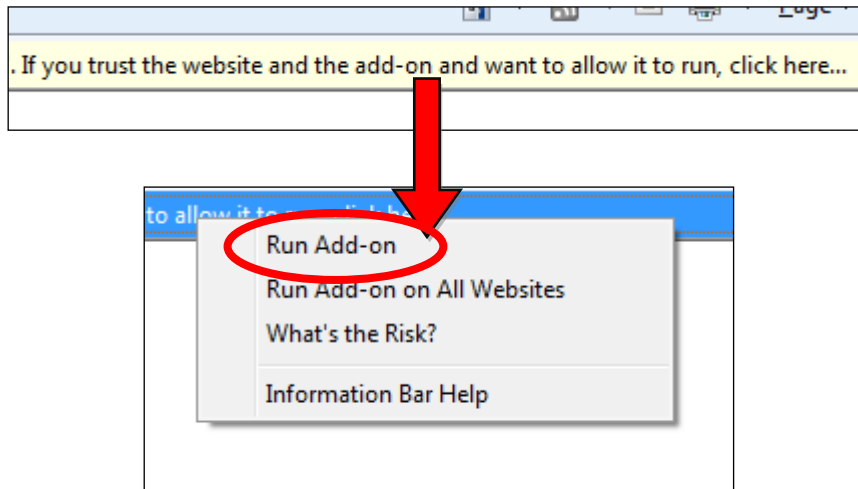 Page
. If you trust the website and the add-on and want to allow it to run, click here...
to allow it to
Run Add-on
Run Add-on on All Websites
What's the Risk?
Information Bar Help